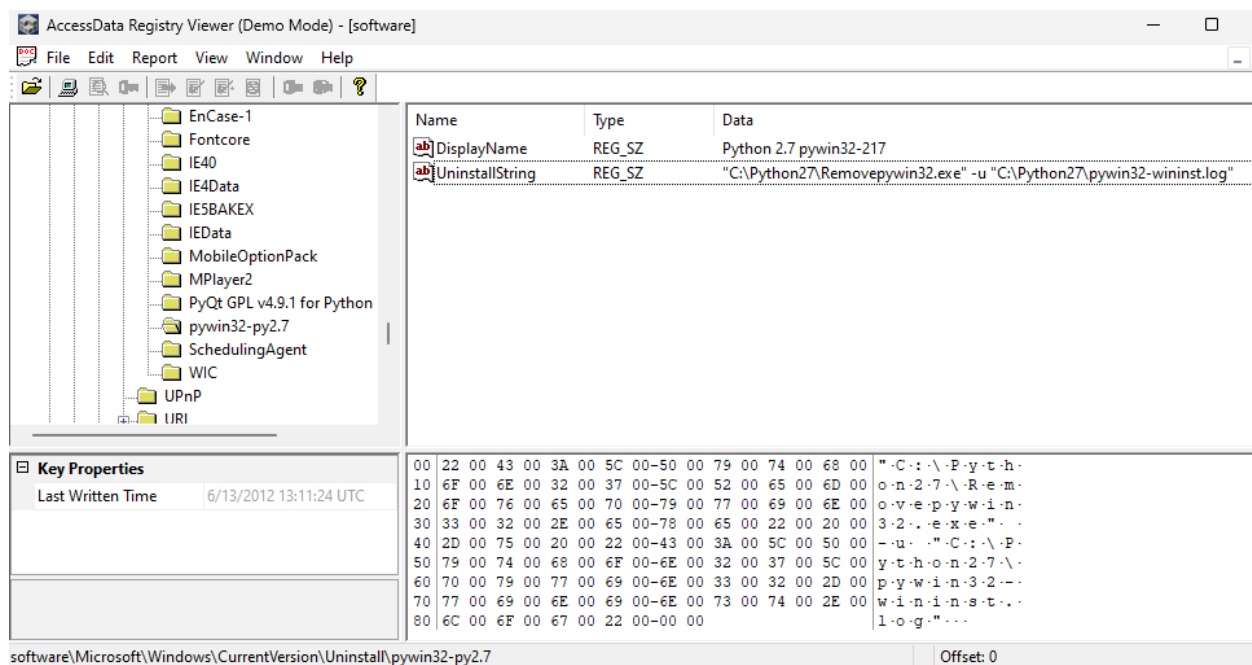 AccessData Registry Viewer (Demo Mode) - [software]
File Edit Report View Window Help
EnCase-1
Fontcore
IE40
IE4Data
IE5BAKEX
IEData
MobileOptionPack
MPlayer2
PyQt GPL v4.9.1 for Python
pywin32-py2.7
SchedulingAgent
WIC
UPnP
URI
Name Type Data
DisplayName REG_SZ Python 2.7 pywin32-217
UninstallString REG_SZ "C:\Python27\Removepywin32.exe" -u "C:\Python27\pywin32-wininst.log"
Key Properties
Last Written Time 6/13/2012 13:11:24 UTC
00 22 00 43 00 3A 00 5C 00-50 00 79 00 74 00 68 00 "·C·:·\·P·y·t·h·
10 6F 00 6E 00 32 00 37 00-5C 00 52 00 65 00 6D 00 o·n·2·7·\·R·e·m·
20 6F 00 76 00 65 00 70 00-79 00 77 00 69 00 6E 00 o·v·e·p·y·w·i·n·
30 33 00 32 00 2E 00 65 00-78 00 65 00 22 00 20 00 3·2·.·e·x·e·"· ·
40 2D 00 75 00 20 00 22 00-43 00 3A 00 5C 00 50 00 -·u· ·"·C·:·\·P·
50 79 00 74 00 68 00 6F 00-6E 00 32 00 37 00 5C 00 y·t·h·o·n·2·7·\·
60 70 00 79 00 77 00 69 00-6E 00 33 00 32 00 2D 00 p·y·w·i·n·3·2·-·
70 77 00 69 00 6E 00 69 00-6E 00 73 00 74 00 2E 00 w·i·n·i·n·s·t·.·
80 6C 00 6F 00 67 00 22 00-00 00 l·o·g·"···
software\Microsoft\Windows\CurrentVersion\Uninstall\pywin32-py2.7 Offset: 0